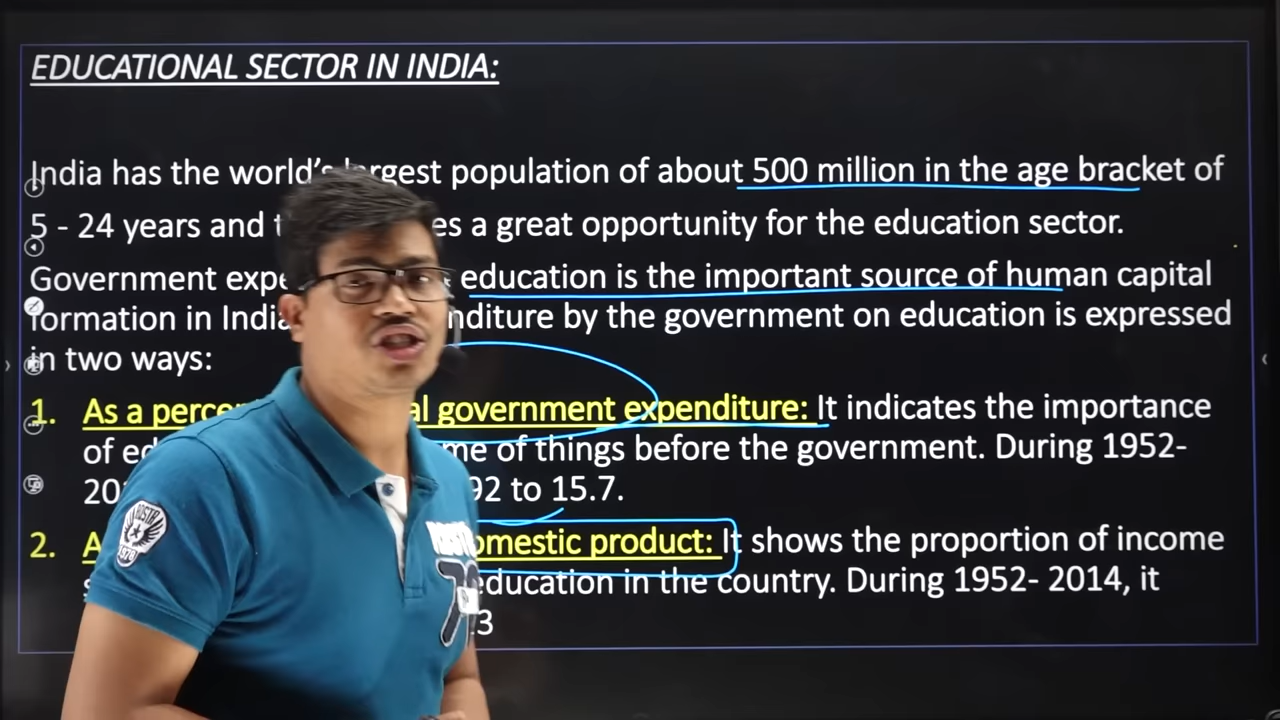 EDUCATIONAL SECTOR IN INDIA:
India has the world's largest population of about 500 million in the age bracket of
5 - 24 years and es a great opportunity for the education sector.
Government education is the important source of human capital
formation in India nditure by the government on education is expressed
in two ways:
1. As a al government expenditure: It indicates the importance
of me of things before the government. During 1952-
92 to 15.7.
2. omestic product: It shows the proportion of income
education in the country. During 1952- 2014, it
3